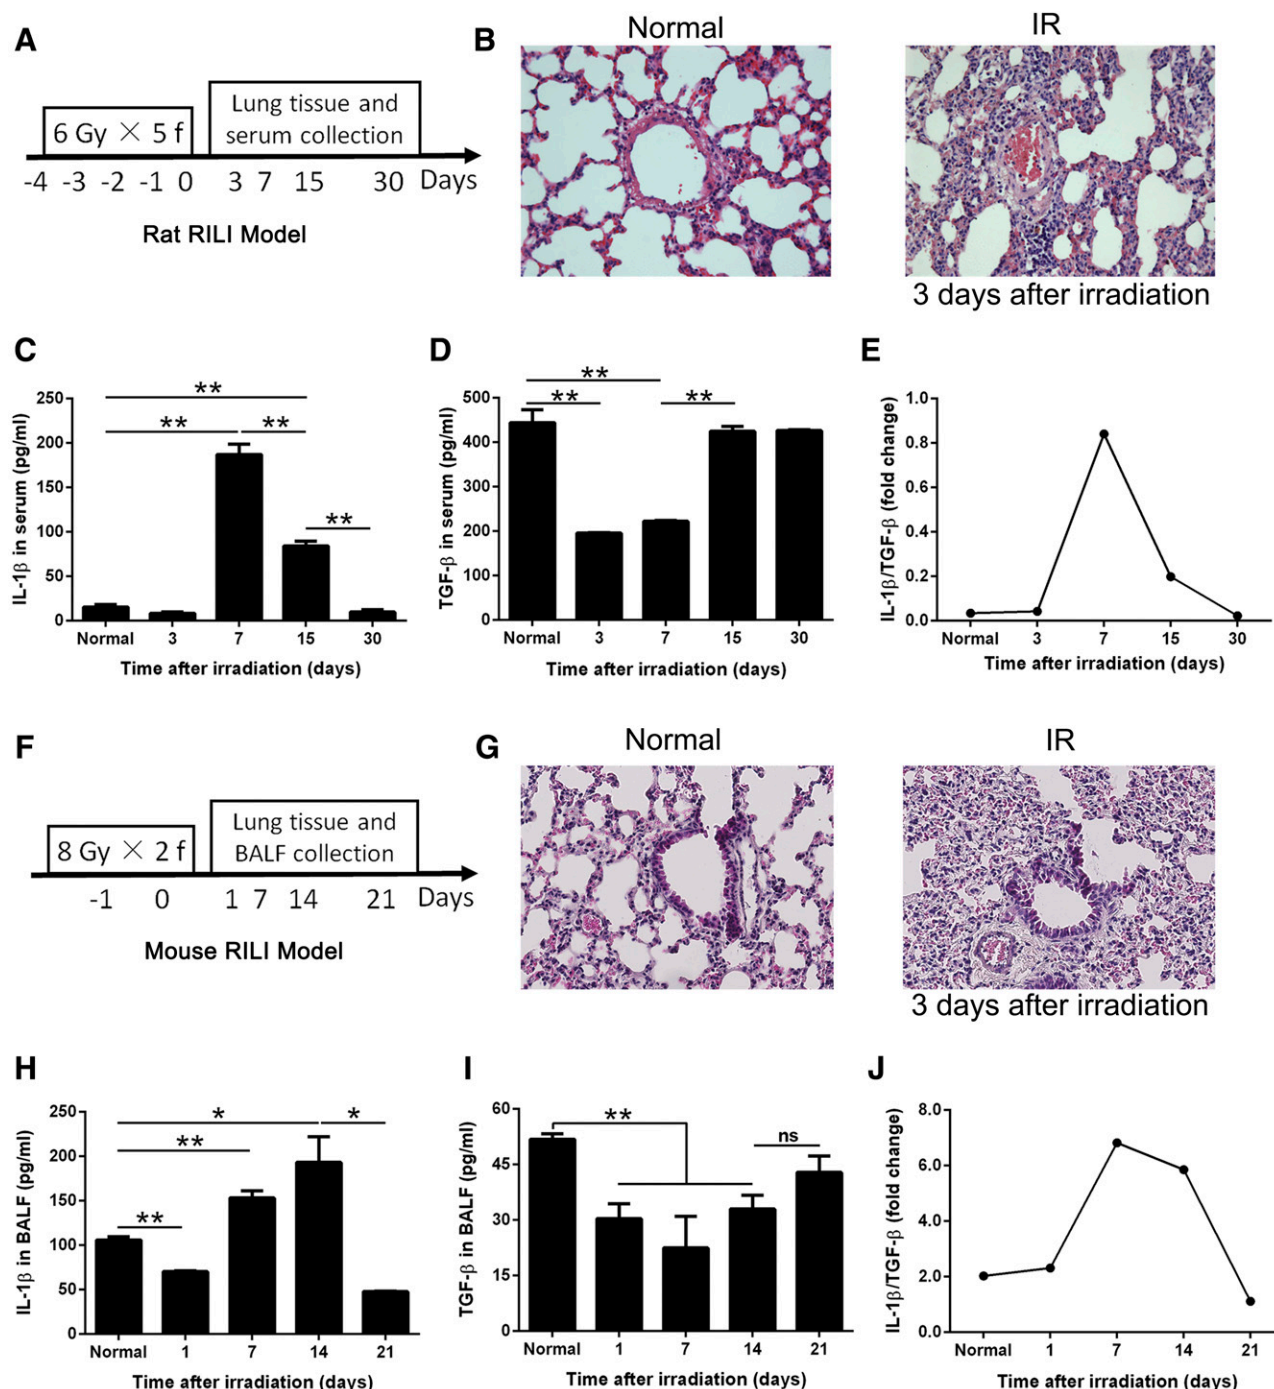 A
6 Gy × 5 f
Lung tissue and
serum collection
-4 -3 -2 -1 0 3 7 15 30 Days
Rat RILI Model
B
Normal
IR
3 days after irradiation
C
IL-1β in serum (pg/ml)
250
200
150
100
50
0
** ** ** **
Normal 3 7 15 30
Time after irradiation (days)
D
TGF-β in serum (pg/ml)
500
400
300
200
100
0
** ** **
Normal 3 7 15 30
Time after irradiation (days)
E
IL-1β/TGF-β (fold change)
1.0
0.8
0.6
0.4
0.2
0.0
Normal 3 7 15 30
Time after irradiation (days)
F
8 Gy × 2 f
Lung tissue and
BALF collection
-1 0 1 7 14 21 Days
Mouse RILI Model
G
Normal
IR
3 days after irradiation
H
IL-1β in BALF (pg/ml)
250
200
150
100
50
0
* * ** **
Normal 1 7 14 21
Time after irradiation (days)
I
TGF-β in BALF (pg/ml)
60
45
30
15
0
** ns
Normal 1 7 14 21
Time after irradiation (days)
J
IL-1β/TGF-β (fold change)
8.0
6.0
4.0
2.0
0.0
Normal 1 7 14 21
Time after irradiation (days)